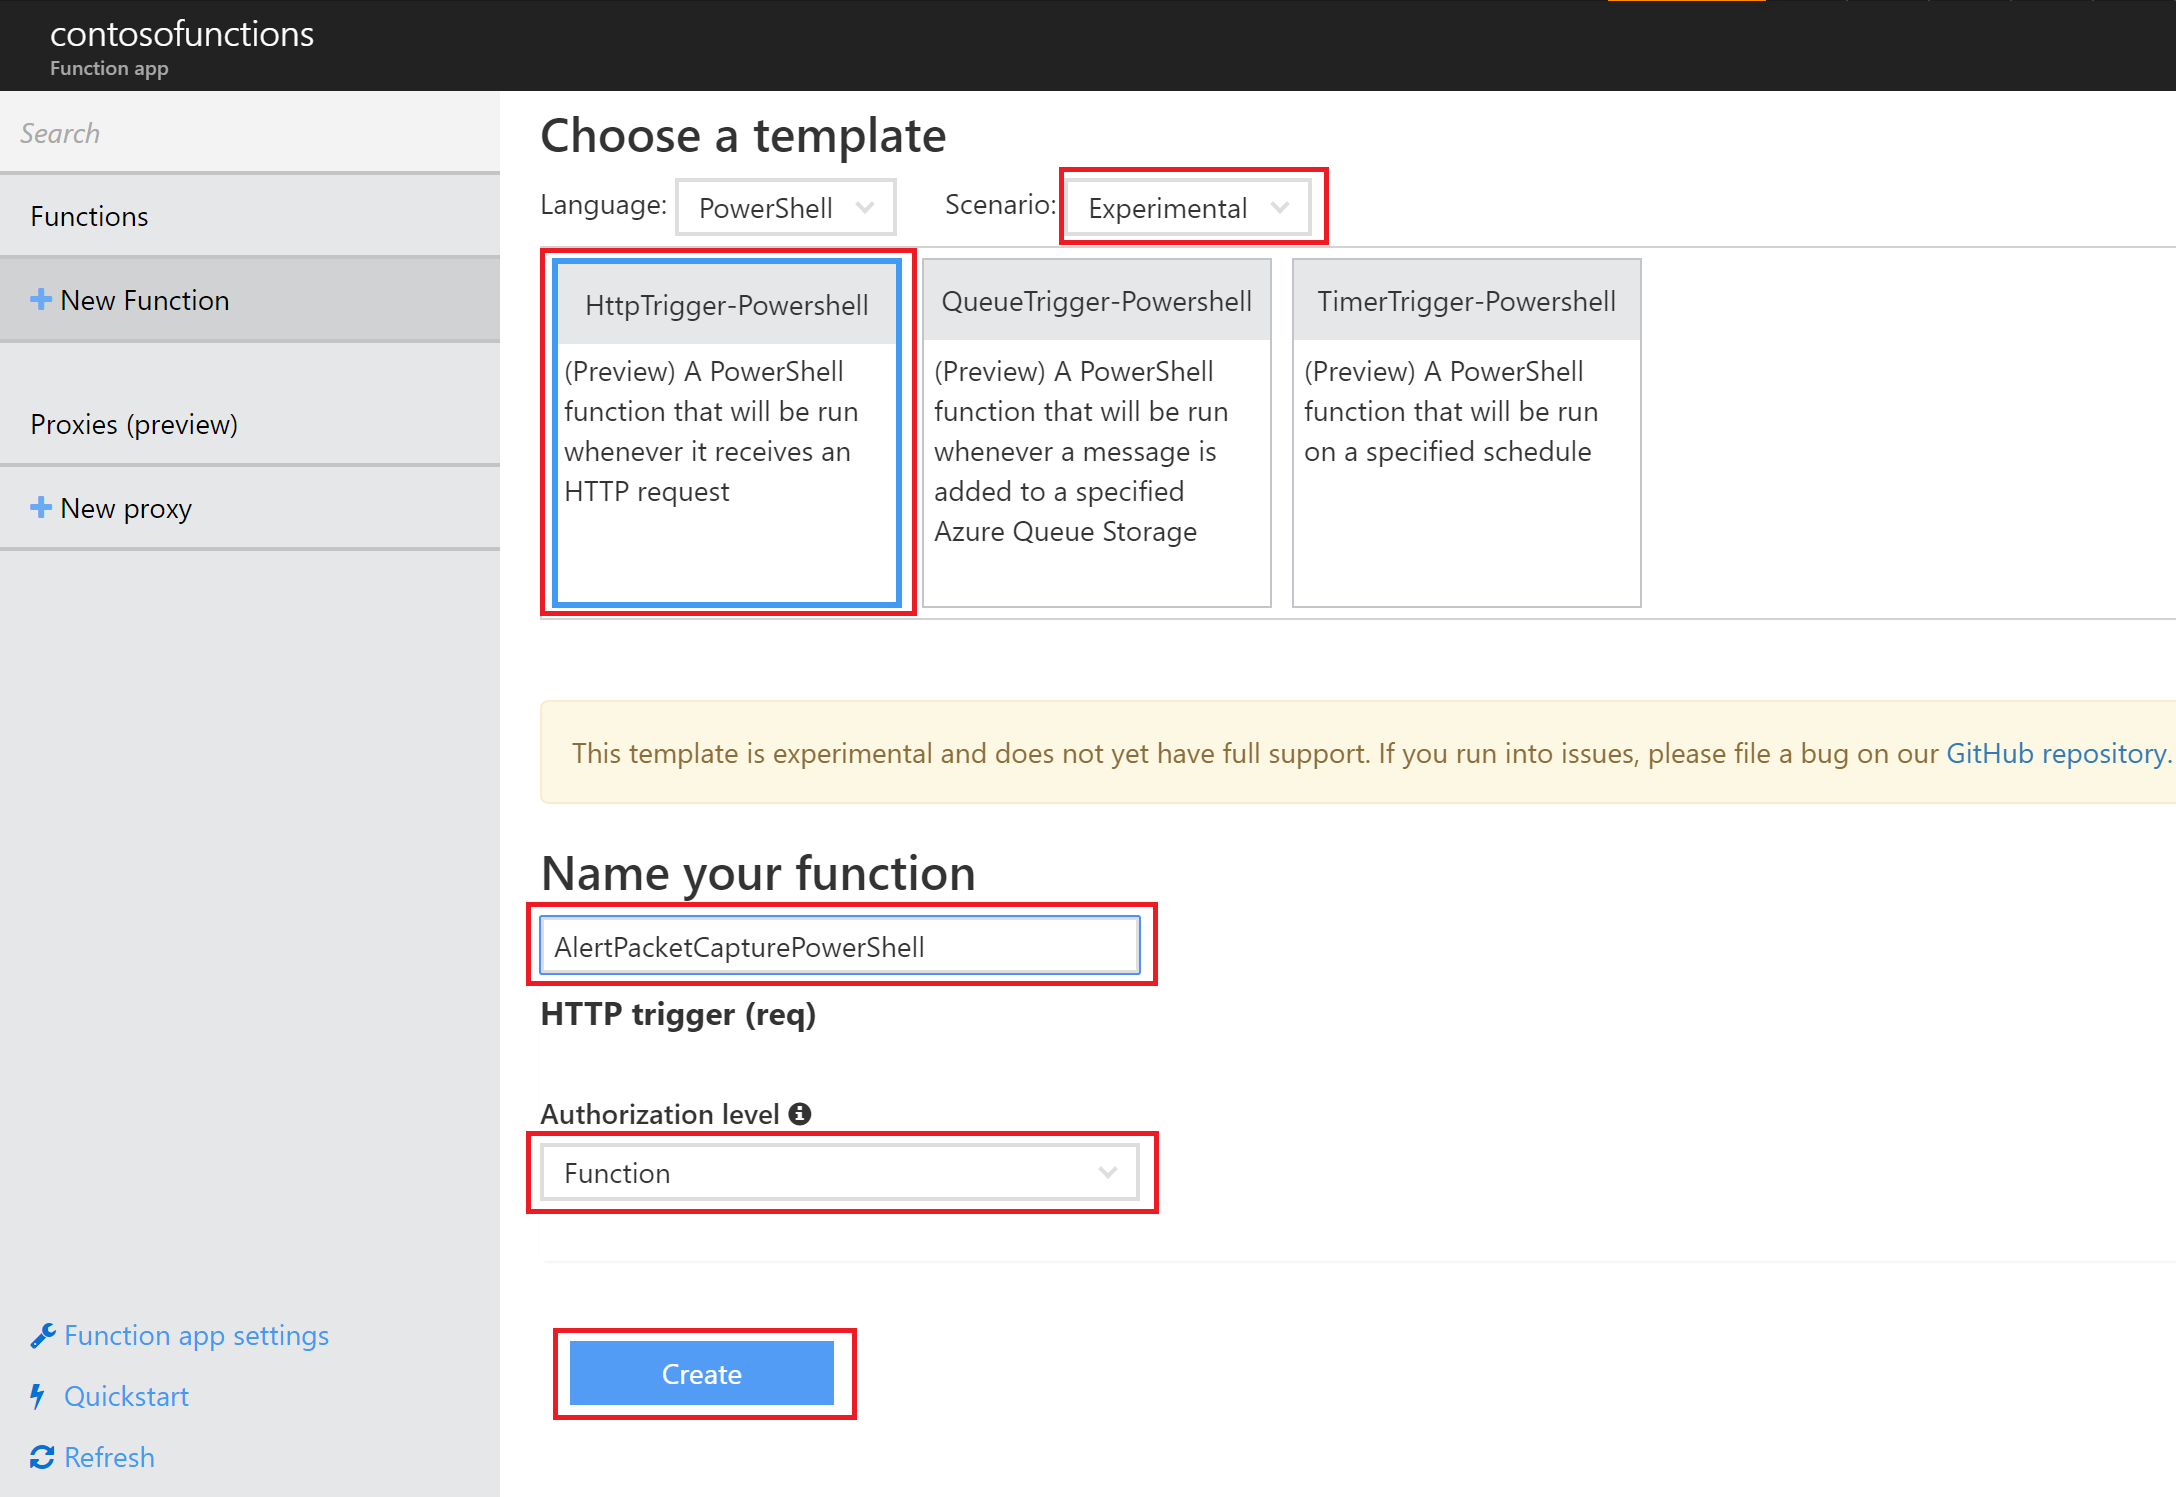 contosofunctions
Function app
Search
Functions
New Function
Proxies (preview)
New proxy
Function app settings
Quickstart
Refresh
Choose a template
Language: PowerShell Scenario: Experimental
HttpTrigger-Powershell
(Preview) A PowerShell
function that will be run
whenever it receives an
HTTP request
QueueTrigger-Powershell
(Preview) A PowerShell
function that will be run
whenever a message is
added to a specified
Azure Queue Storage
TimerTrigger-Powershell
(Preview) A PowerShell
function that will be run
on a specified schedule
This template is experimental and does not yet have full support. If you run into issues, please file a bug on our GitHub repository.
Name your function
AlertPacketCapturePowerShell
HTTP trigger (req)
Authorization level
Function
Create